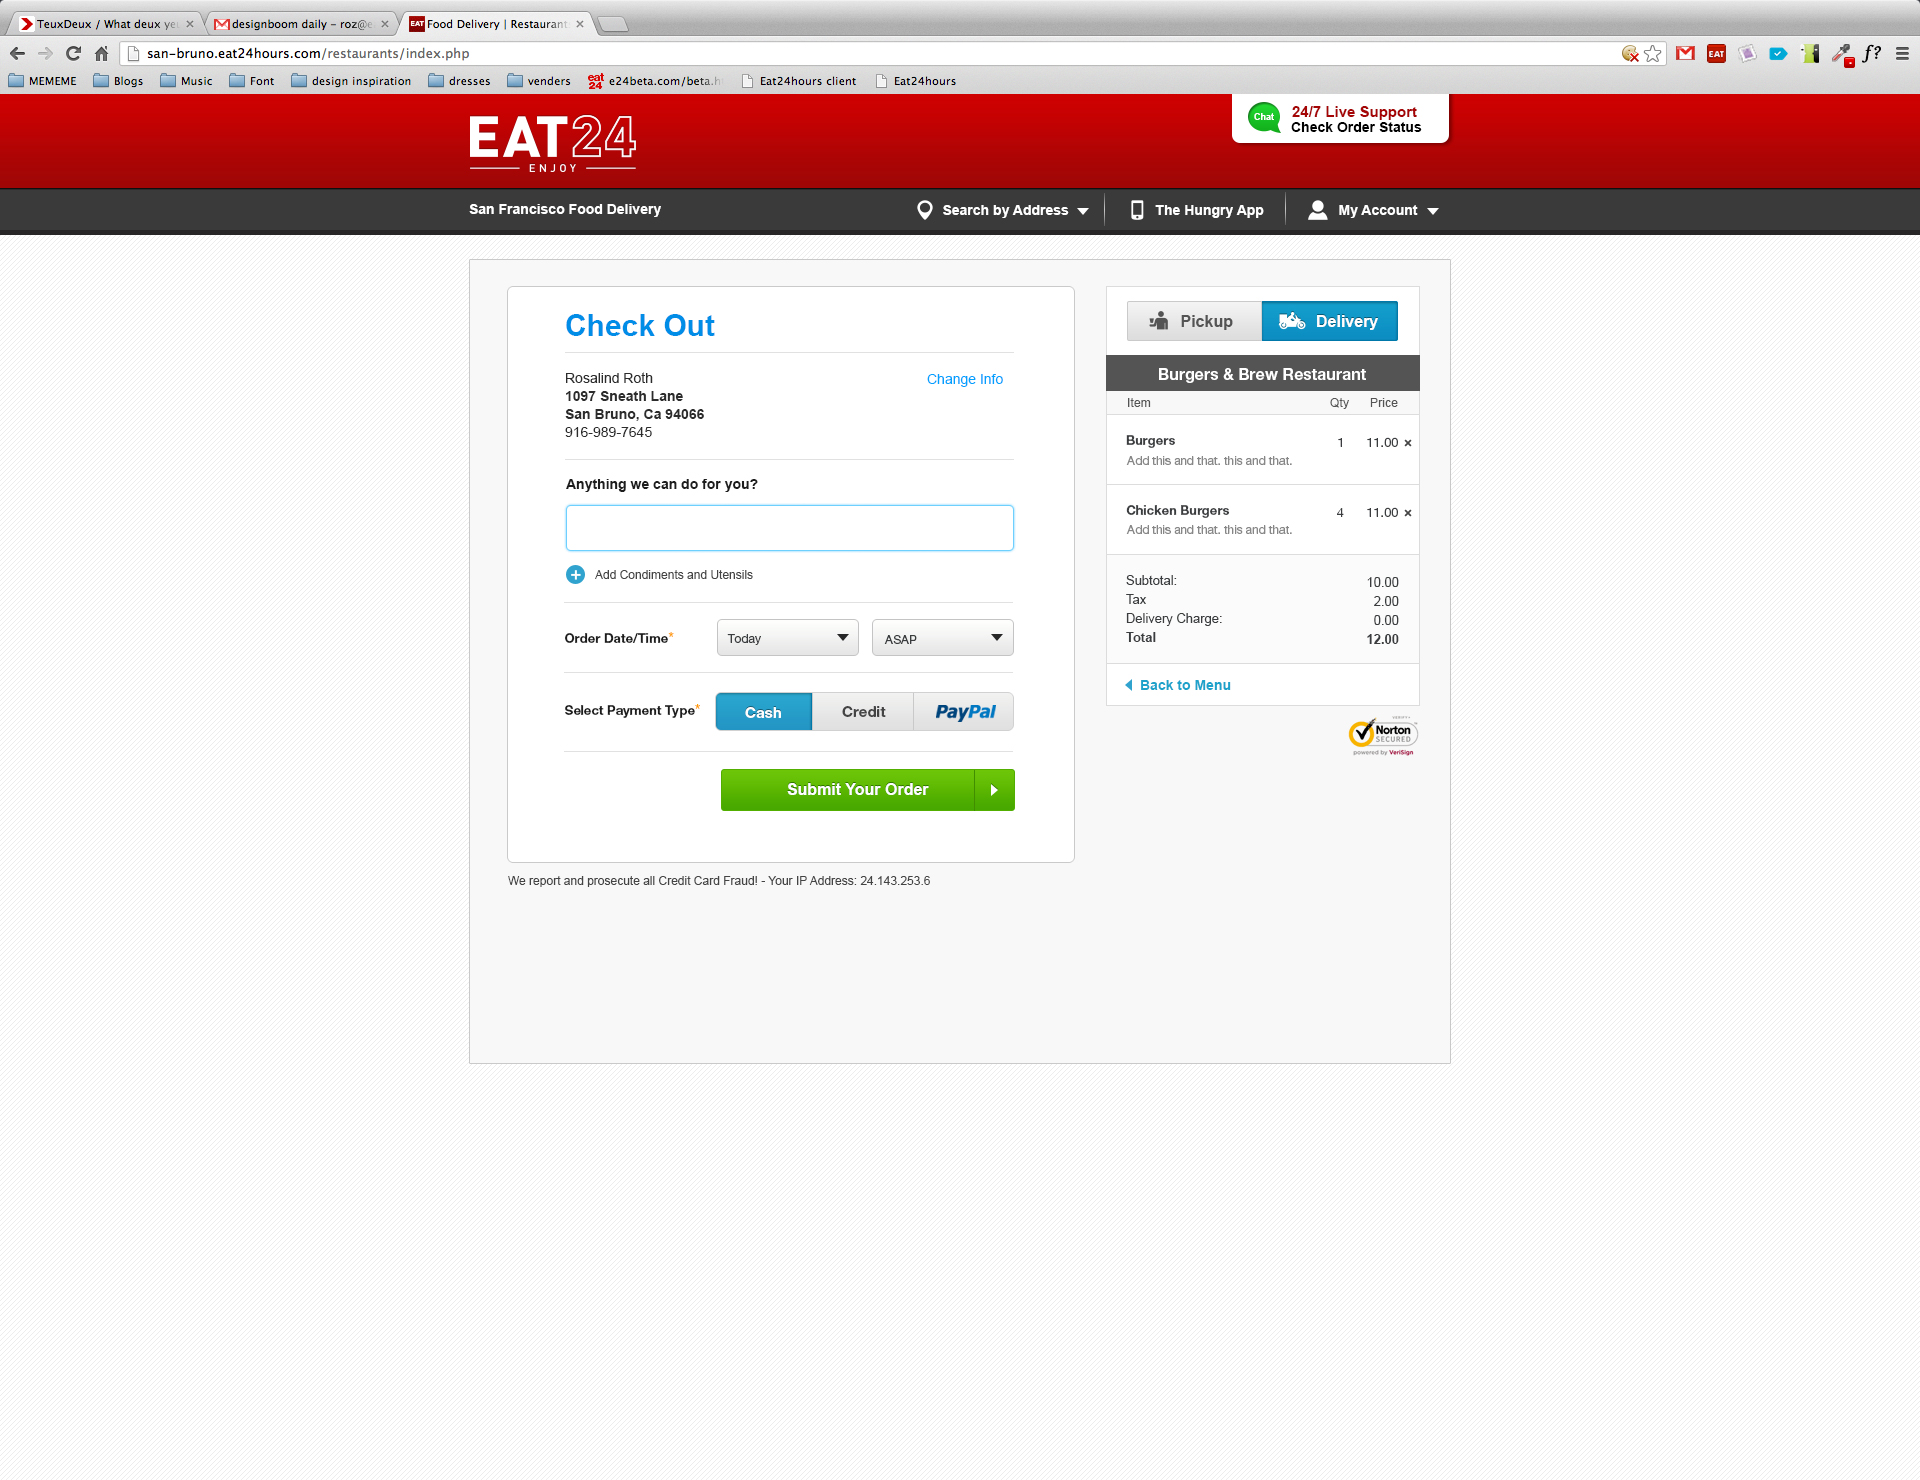 TeuxDeux / What deux ye
designboom daily – roz@e
EAT Food Delivery | Restaurant
san-bruno.eat24hours.com/restaurants/index.php
EAT
f?
MEMEME
Blogs
Music
Font
design inspiration
dresses
venders
eat 24 e24beta.com/beta.h
Eat24hours client
Eat24hours
EAT24
ENJOY
Chat
24/7 Live Support
Check Order Status
San Francisco Food Delivery
Search by Address
The Hungry App
My Account
Check Out
Rosalind Roth
Change Info
1097 Sneath Lane
San Bruno, Ca 94066
916-989-7645
Anything we can do for you?
Add Condiments and Utensils
Order Date/Time*
Today
ASAP
Select Payment Type*
Cash
Credit
PayPal
Submit Your Order
We report and prosecute all Credit Card Fraud! - Your IP Address: 24.143.253.6
Pickup
Delivery
Burgers & Brew Restaurant
Item Qty Price
Burgers 1 11.00 ×
Add this and that. this and that.
Chicken Burgers 4 11.00 ×
Add this and that. this and that.
Subtotal: 10.00
Tax 2.00
Delivery Charge: 0.00
Total 12.00
Back to Menu
Norton
SECURED
powered by VeriSign